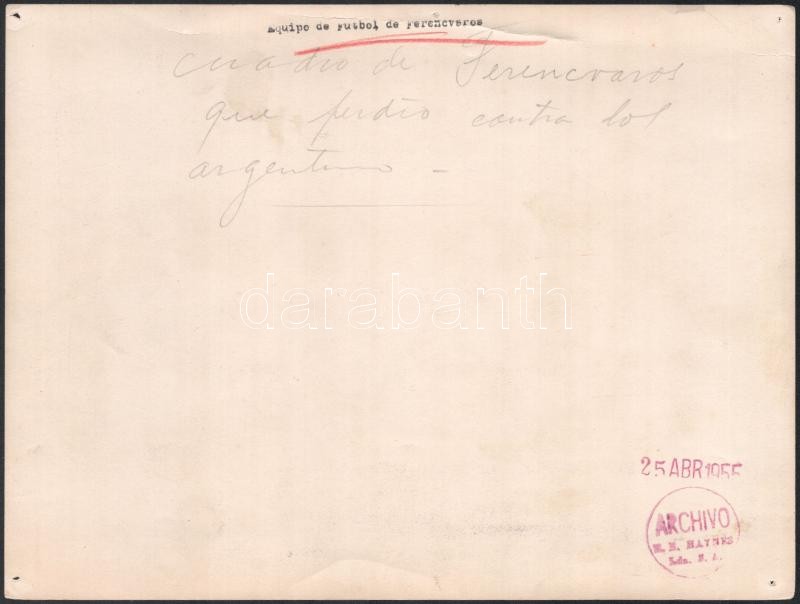 Equipo de Futbol de Ferencvaros
cuadro de Ferencvaros
que perdio contra los
argentinos -
darabanth
25 ABR 1955
ARCHIVO
E. HAYNES
Lda. S. A.